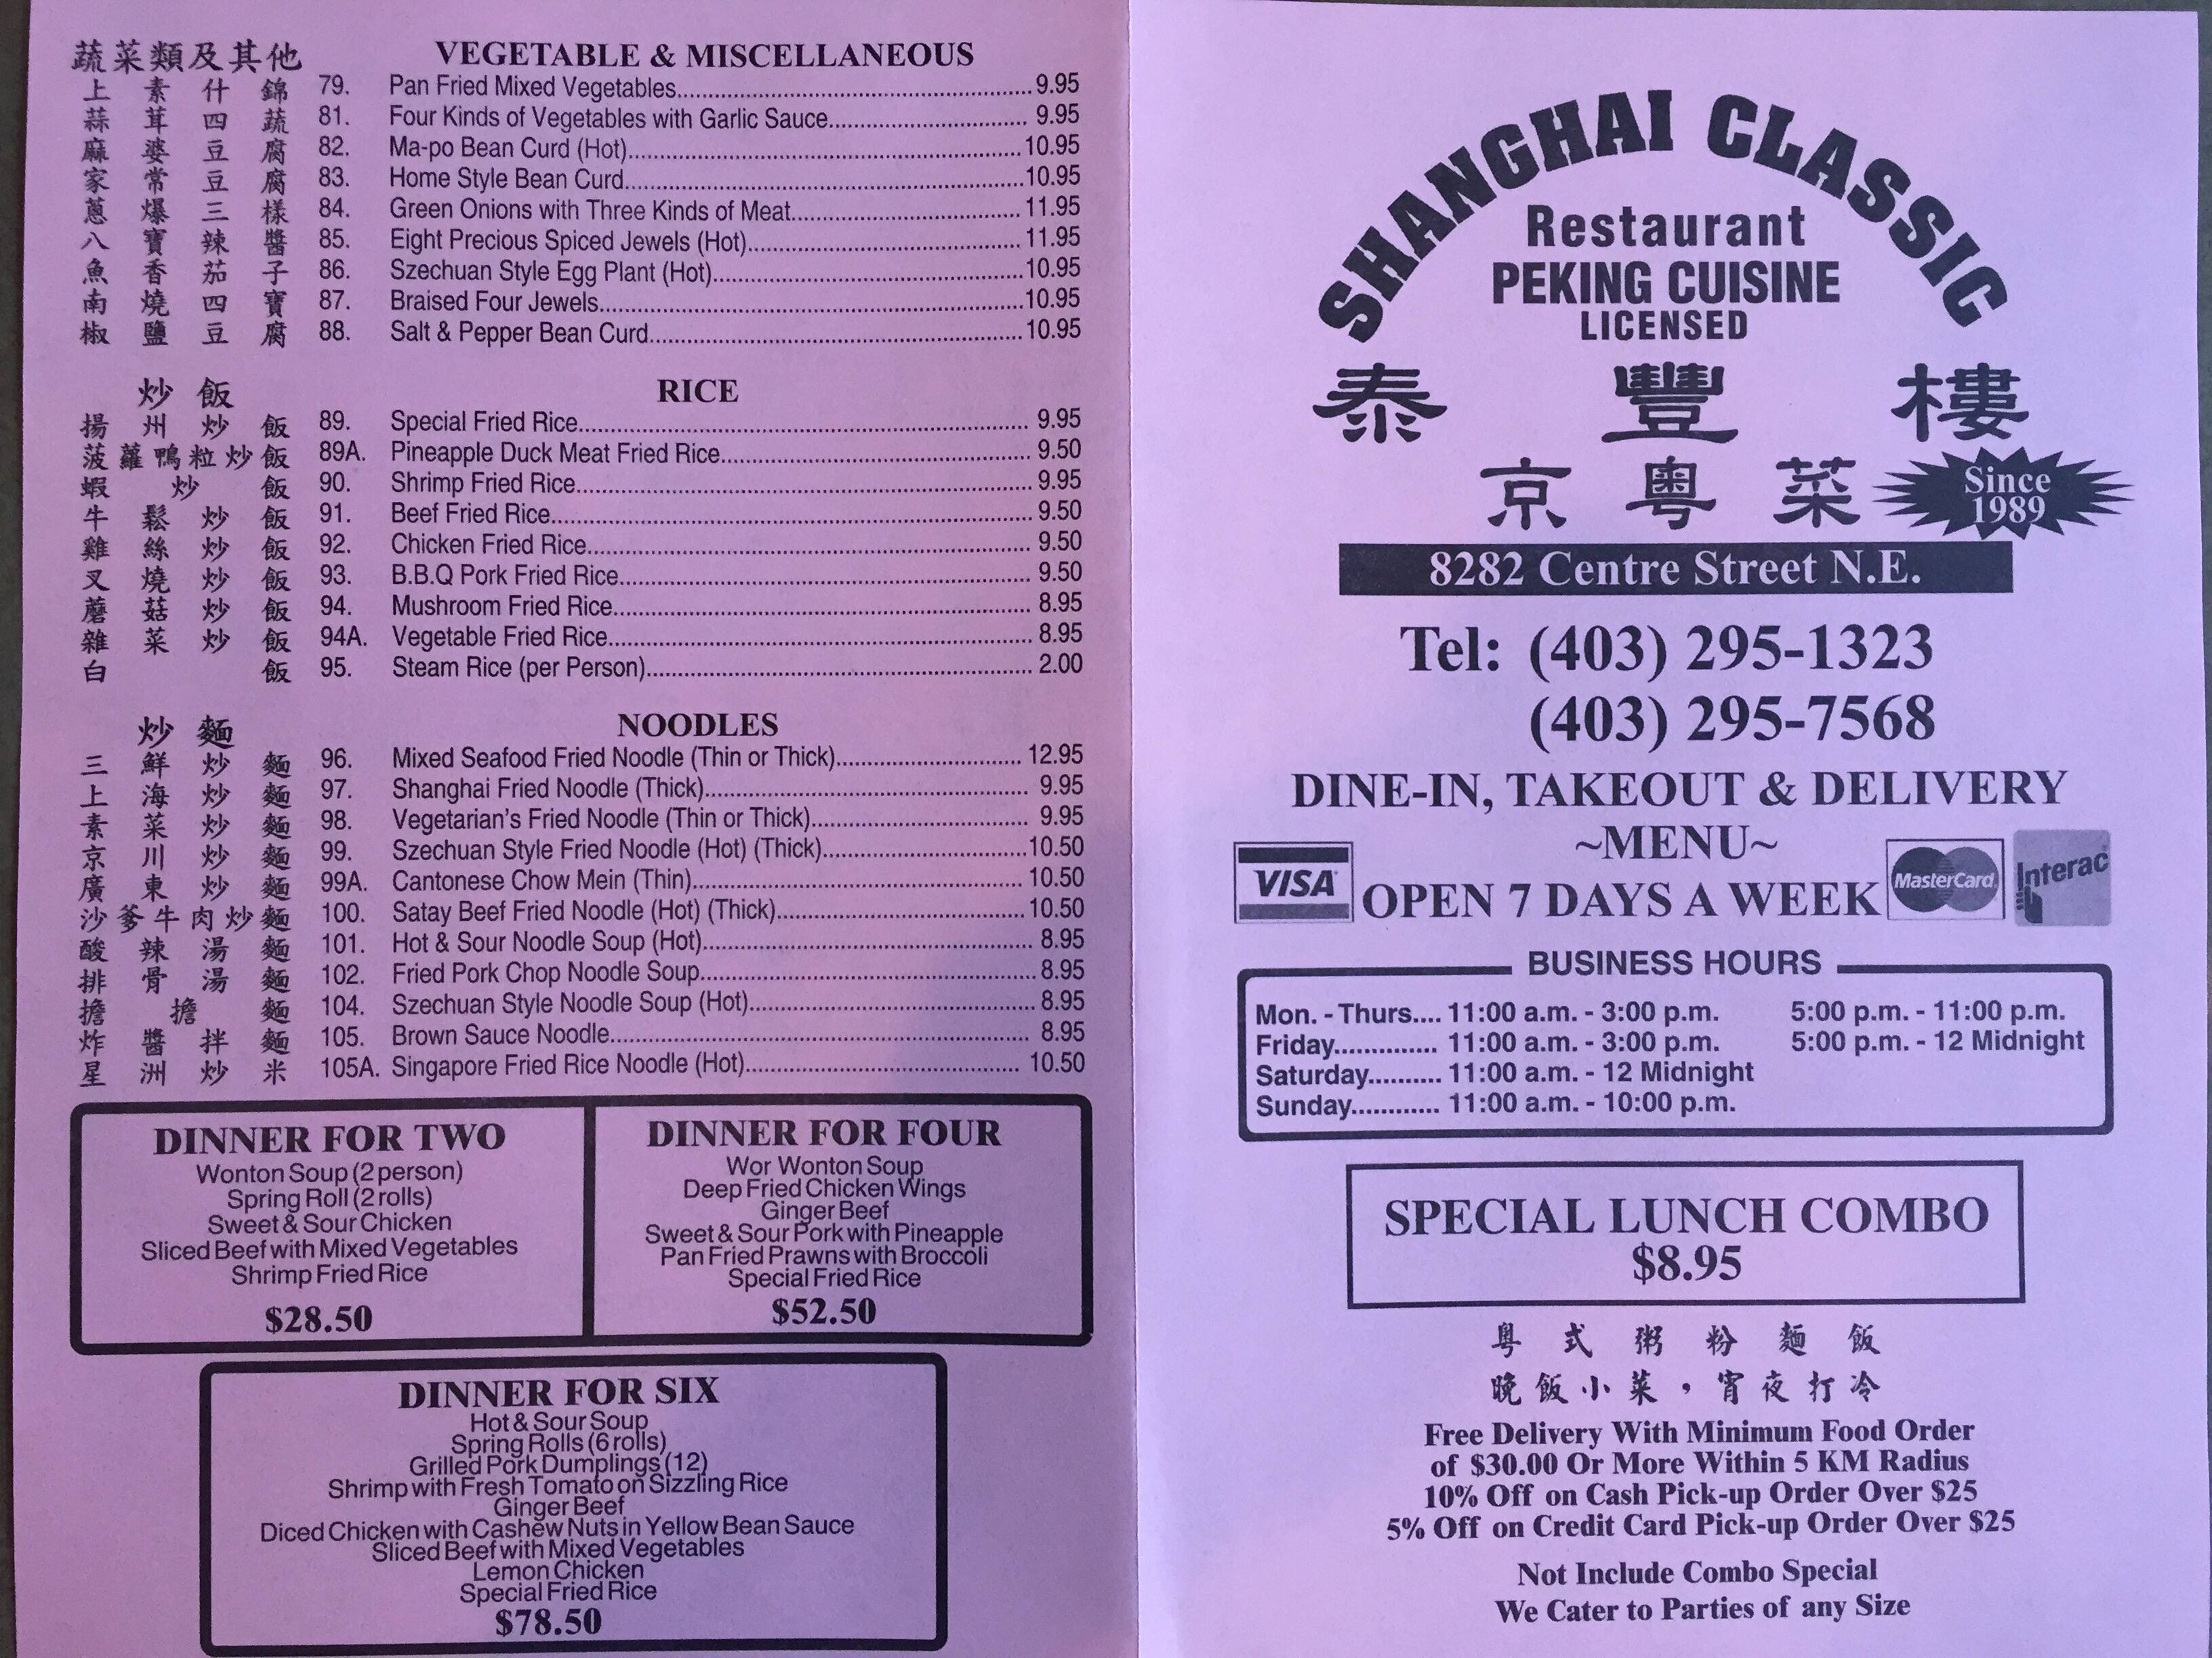 蔬菜類及其他 VEGETABLE & MISCELLANEOUS
上素什錦 79. Pan Fried Mixed Vegetables 9.95
蒜茸四蔬 81. Four Kinds of Vegetables with Garlic Sauce 9.95
麻婆豆腐 82. Ma-po Bean Curd (Hot) 10.95
家常豆腐 83. Home Style Bean Curd 10.95
蔥爆三樣 84. Green Onions with Three Kinds of Meat 11.95
八寶辣醬 85. Eight Precious Spiced Jewels (Hot) 11.95
魚香茄子 86. Szechuan Style Egg Plant (Hot) 10.95
南燒四寶 87. Braised Four Jewels 10.95
椒鹽豆腐 88. Salt & Pepper Bean Curd 10.95
炒飯 RICE
揚州炒飯 89. Special Fried Rice 9.95
菠蘿鴨粒炒飯 89A. Pineapple Duck Meat Fried Rice 9.50
蝦炒飯 90. Shrimp Fried Rice 9.95
牛鬆炒飯 91. Beef Fried Rice 9.50
雞絲炒飯 92. Chicken Fried Rice 9.50
叉燒炒飯 93. B.B.Q Pork Fried Rice 9.50
蘑菇炒飯 94. Mushroom Fried Rice 8.95
雜菜炒飯 94A. Vegetable Fried Rice 8.95
白飯 95. Steam Rice (per Person) 2.00
炒麵 NOODLES
三鮮炒麵 96. Mixed Seafood Fried Noodle (Thin or Thick) 12.95
上海炒麵 97. Shanghai Fried Noodle (Thick) 9.95
素菜炒麵 98. Vegetarian's Fried Noodle (Thin or Thick) 9.95
京川炒麵 99. Szechuan Style Fried Noodle (Hot) (Thick) 10.50
廣東炒麵 99A. Cantonese Chow Mein (Thin) 10.50
沙爹牛肉炒麵 100. Satay Beef Fried Noodle (Hot) (Thick) 10.50
酸辣湯麵 101. Hot & Sour Noodle Soup (Hot) 8.95
排骨湯麵 102. Fried Pork Chop Noodle Soup 8.95
擔擔麵 104. Szechuan Style Noodle Soup (Hot) 8.95
炸醬拌麵 105. Brown Sauce Noodle 8.95
星洲炒米 105A. Singapore Fried Rice Noodle (Hot) 10.50
DINNER FOR TWO
Wonton Soup (2 person)
Spring Roll (2 rolls)
Sweet & Sour Chicken
Sliced Beef with Mixed Vegetables
Shrimp Fried Rice
$28.50
DINNER FOR FOUR
Wor Wonton Soup
Deep Fried Chicken Wings
Ginger Beef
Sweet & Sour Pork with Pineapple
Pan Fried Prawns with Broccoli
Special Fried Rice
$52.50
DINNER FOR SIX
Hot & Sour Soup
Spring Rolls (6 rolls)
Grilled Pork Dumplings (12)
Shrimp with Fresh Tomato on Sizzling Rice
Ginger Beef
Diced Chicken with Cashew Nuts in Yellow Bean Sauce
Sliced Beef with Mixed Vegetables
Lemon Chicken
Special Fried Rice
$78.50
SHANGHAI CLASSIC
Restaurant
PEKING CUISINE
LICENSED
泰豐樓
京粵菜
Since
1989
8282 Centre Street N.E.
Tel: (403) 295-1323
(403) 295-7568
DINE-IN, TAKEOUT & DELIVERY
~MENU~
VISA
OPEN 7 DAYS A WEEK
MasterCard
Interac
BUSINESS HOURS
Mon. - Thurs.... 11:00 a.m. - 3:00 p.m. 5:00 p.m. - 11:00 p.m.
Friday.............. 11:00 a.m. - 3:00 p.m. 5:00 p.m. - 12 Midnight
Saturday.......... 11:00 a.m. - 12 Midnight
Sunday............ 11:00 a.m. - 10:00 p.m.
SPECIAL LUNCH COMBO
$8.95
粤式粥粉麵飯
晚飯小菜，宵夜打冷
Free Delivery With Minimum Food Order
of $30.00 Or More Within 5 KM Radius
10% Off on Cash Pick-up Order Over $25
5% Off on Credit Card Pick-up Order Over $25
Not Include Combo Special
We Cater to Parties of any Size